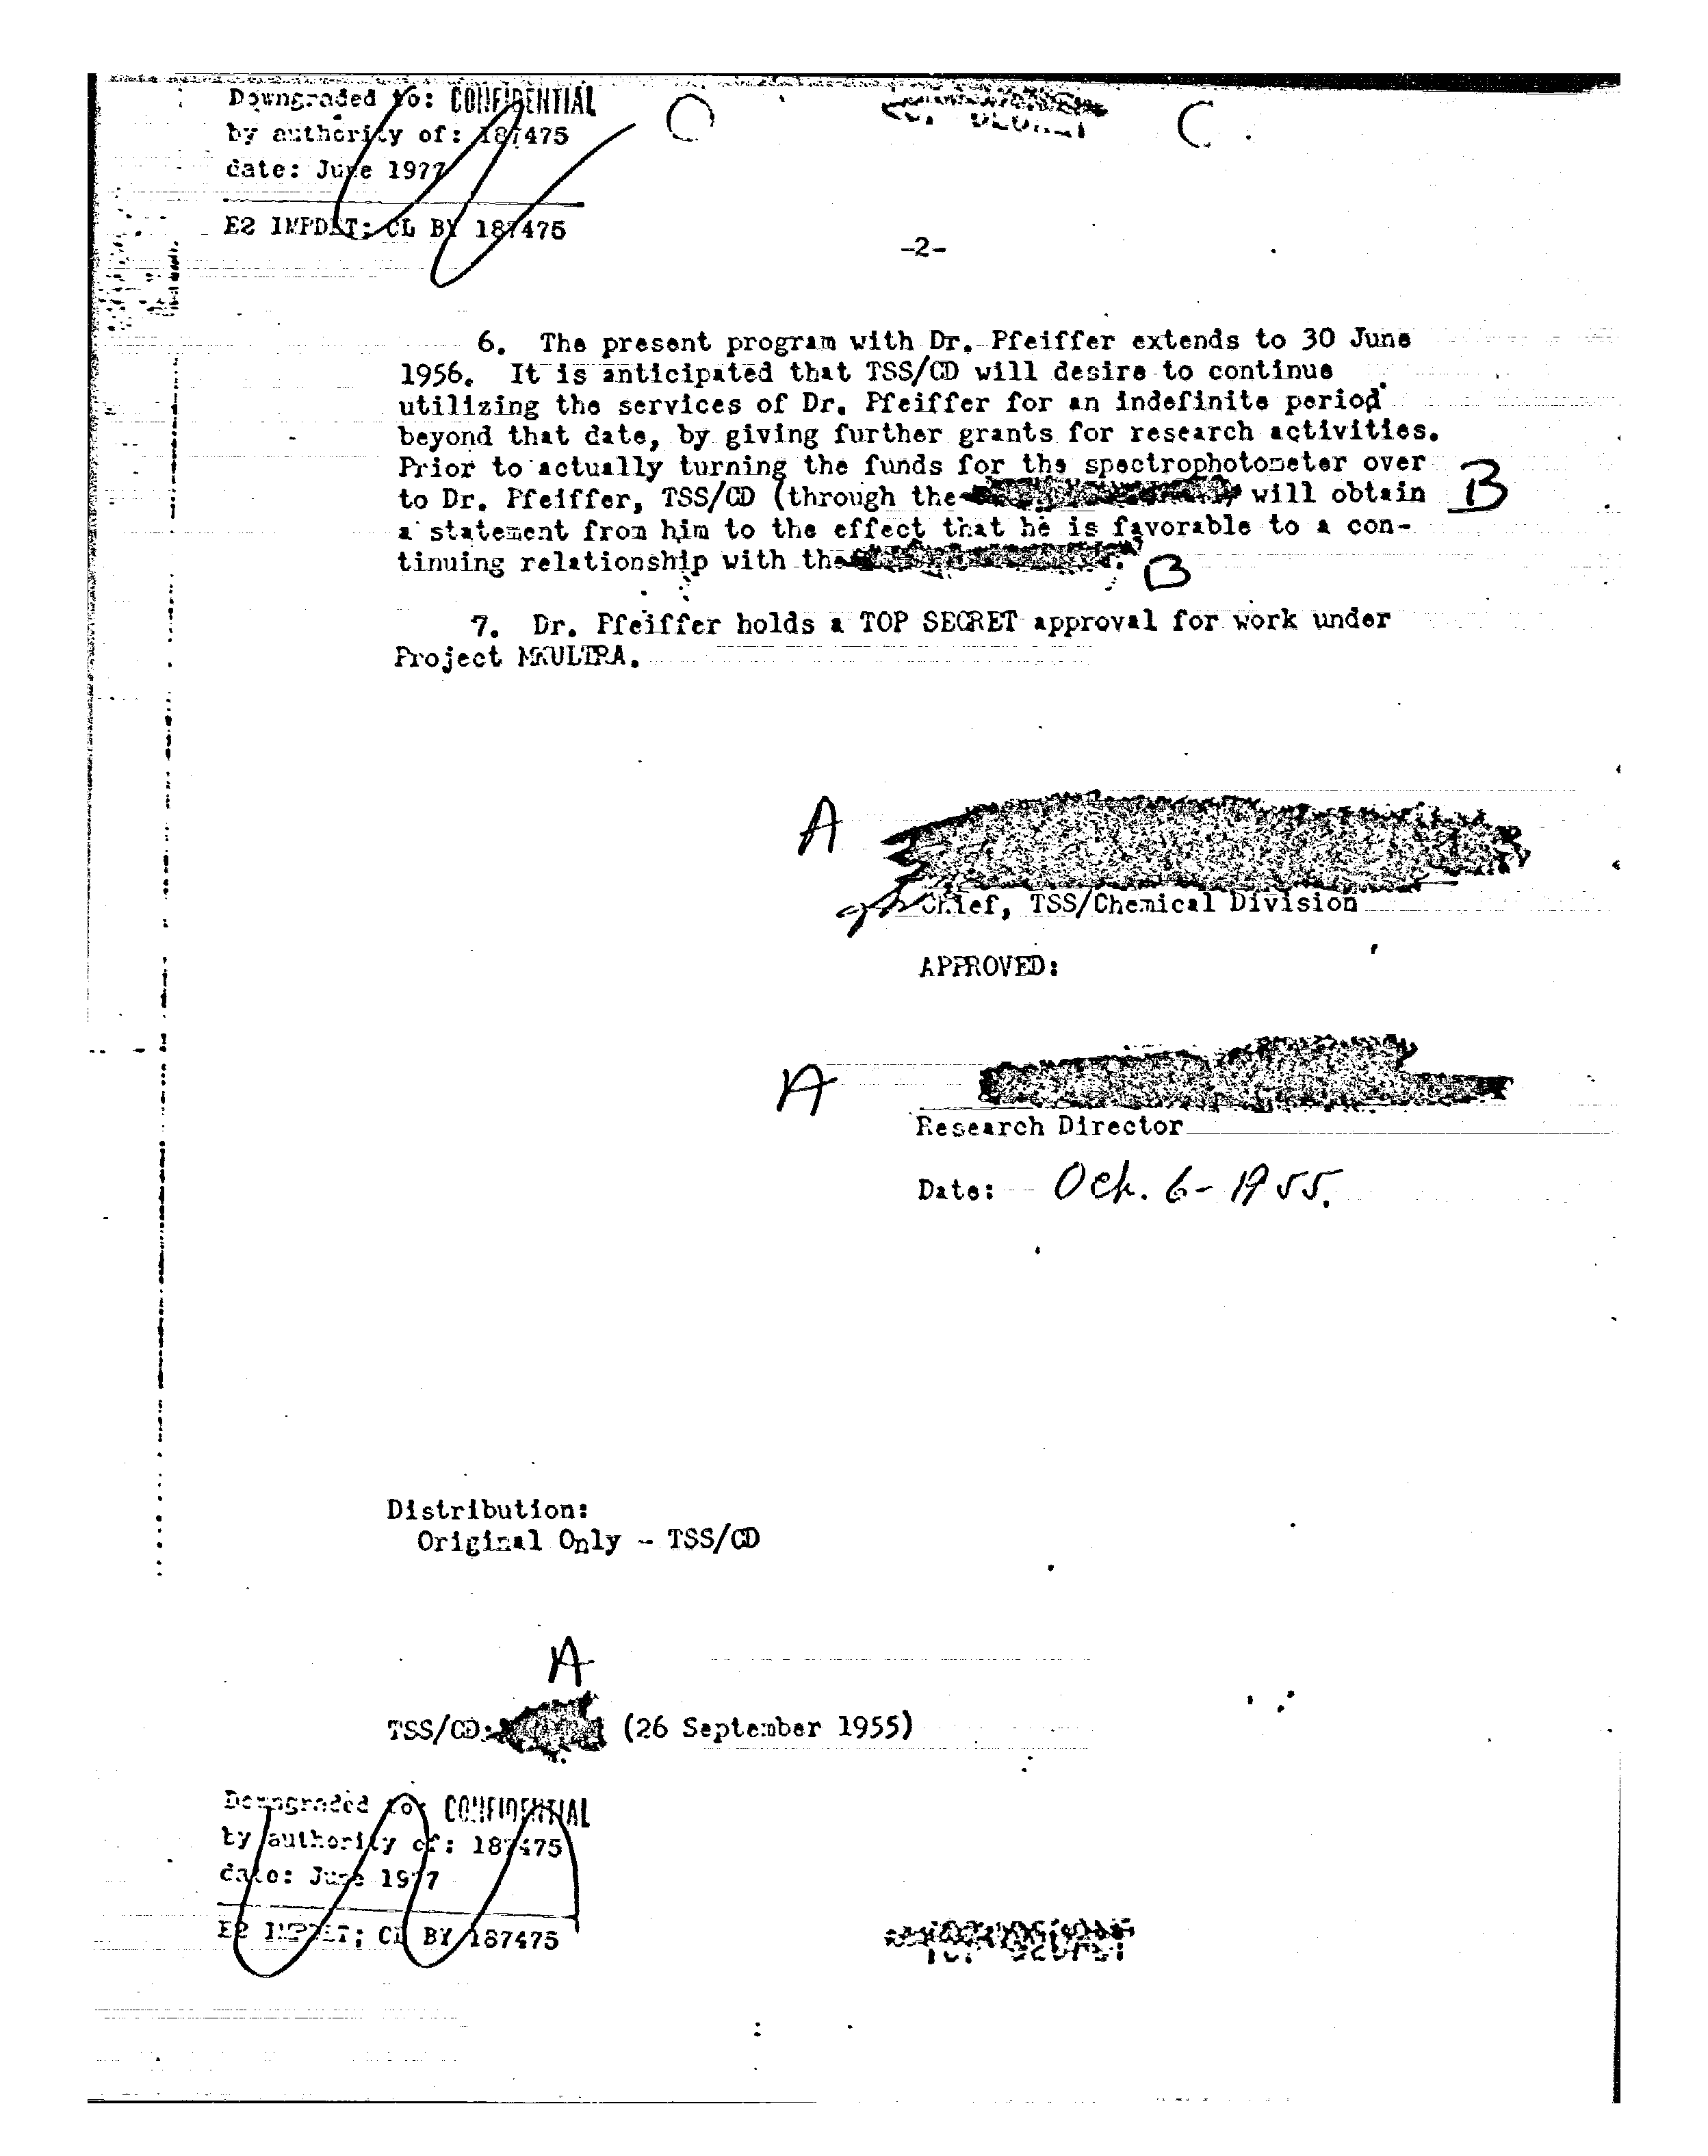 Downgraded to: CONFIDENTIAL
by authority of: 187475
date: June 1977
E2 IMPDET; CL BY 187475
-2-
6. The present program with Dr. Pfeiffer extends to 30 June
1956. It is anticipated that TSS/CD will desire to continue
utilizing the services of Dr. Pfeiffer for an indefinite period
beyond that date, by giving further grants for research activities.
Prior to actually turning the funds for the spectrophotometer over
to Dr. Pfeiffer, TSS/CD (through the will obtain B
a statement from him to the effect that he is favorable to a con-
tinuing relationship with the B
7. Dr. Pfeiffer holds a TOP SECRET approval for work under
Project MKULTRA.
A
Chief, TSS/Chemical Division
APPROVED:
A
Research Director
Date: Oct. 6-1955.
Distribution:
Original Only - TSS/CD
A
TSS/CD: (26 September 1955)
Downgraded to: CONFIDENTIAL
by authority of: 187475
date: June 1977
E2 IMPDET; CL BY 187475